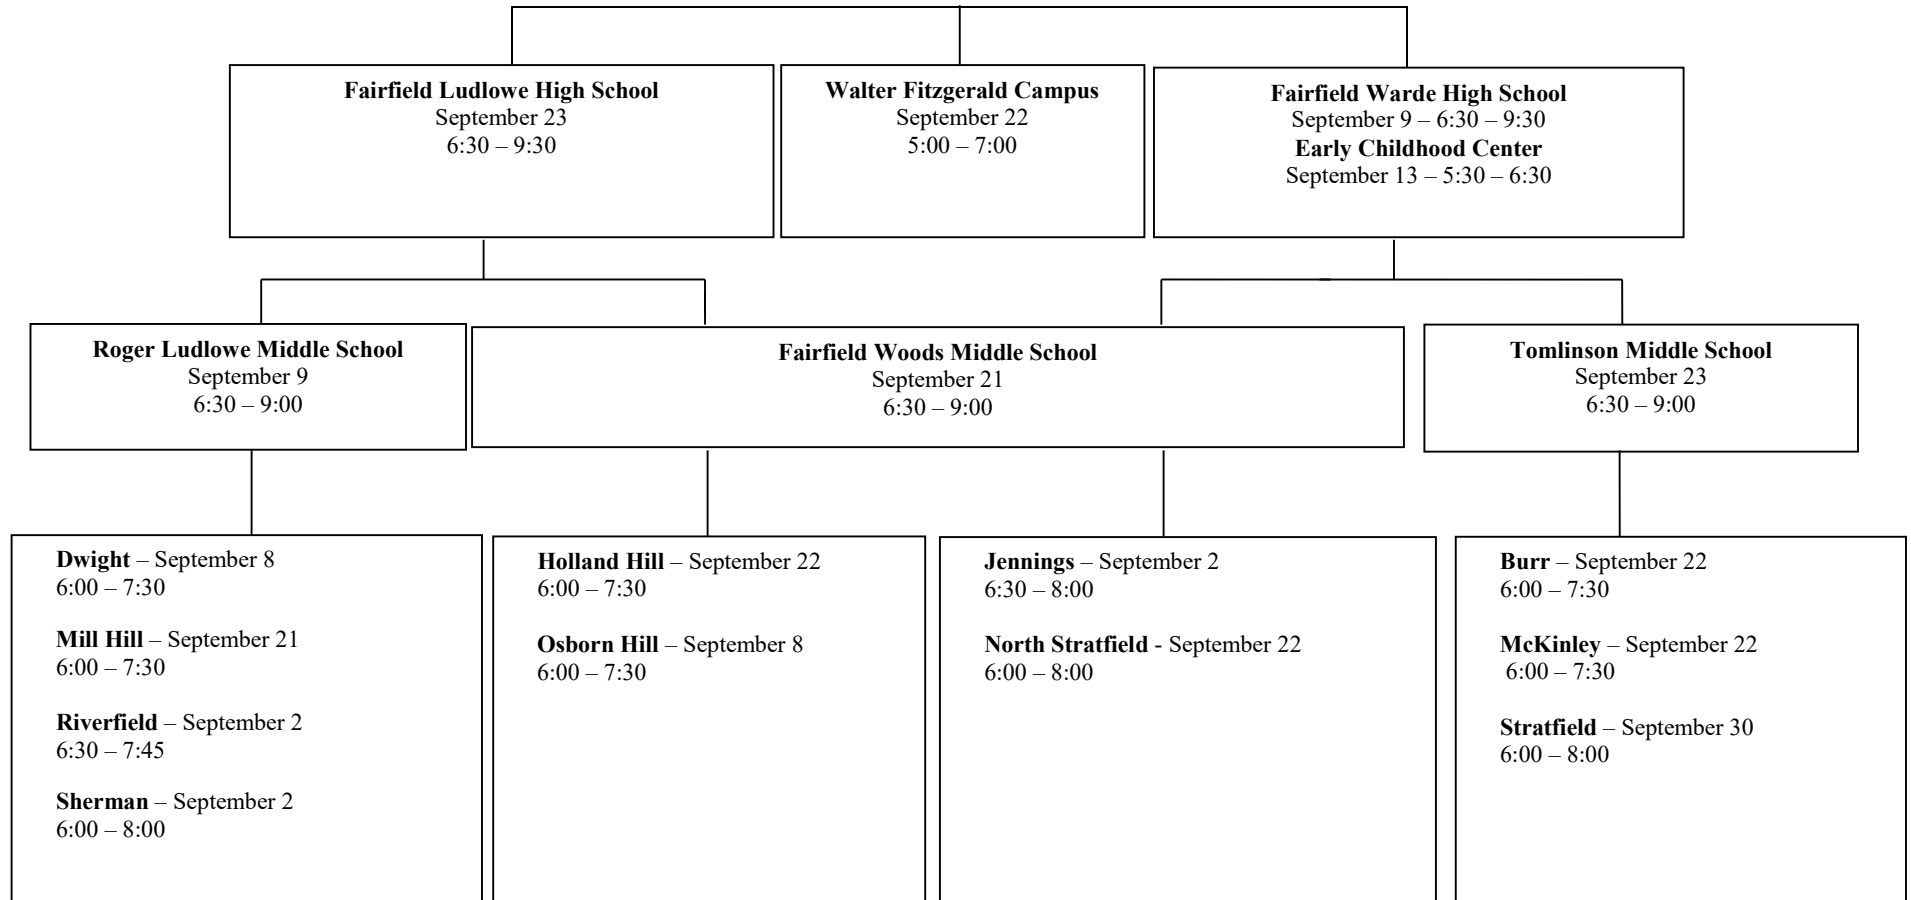 Fairfield Ludlowe High School
September 23
6:30 – 9:30
Walter Fitzgerald Campus
September 22
5:00 – 7:00
Fairfield Warde High School
September 9 – 6:30 – 9:30
Early Childhood Center
September 13 – 5:30 – 6:30
Roger Ludlowe Middle School
September 9
6:30 – 9:00
Fairfield Woods Middle School
September 21
6:30 – 9:00
Tomlinson Middle School
September 23
6:30 – 9:00
Dwight – September 8
6:00 – 7:30
Mill Hill – September 21
6:00 – 7:30
Riverfield – September 2
6:30 – 7:45
Sherman – September 2
6:00 – 8:00
Holland Hill – September 22
6:00 – 7:30
Osborn Hill – September 8
6:00 – 7:30
Jennings – September 2
6:30 – 8:00
North Stratfield - September 22
6:00 – 8:00
Burr – September 22
6:00 – 7:30
McKinley – September 22
6:00 – 7:30
Stratfield – September 30
6:00 – 8:00